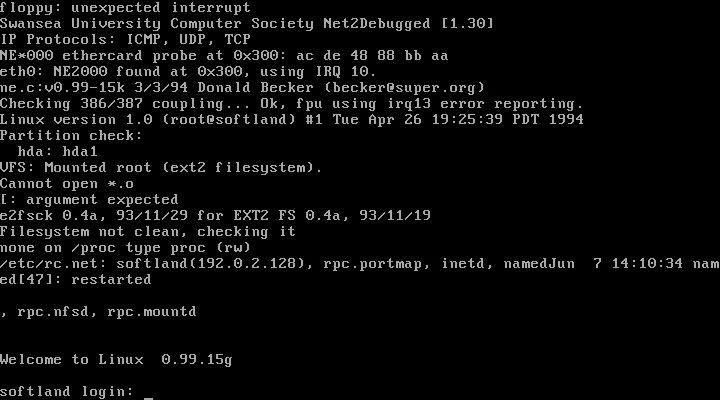 floppy: unexpected interrupt
Swansea University Computer Society Net2Debugged [1.30]
IP Protocols: ICMP, UDP, TCP
NE*000 ethercard probe at 0x300: ac de 48 88 bb aa
eth0: NE2000 found at 0x300, using IRQ 10.
ne.c:v0.99-15k 3/3/94 Donald Becker (becker@super.org)
Checking 386/387 coupling... Ok, fpu using irq13 error reporting.
Linux version 1.0 (root@softland) #1 Tue Apr 26 19:25:39 PDT 1994
Partition check:
  hda: hda1
VFS: Mounted root (ext2 filesystem).
Cannot open *.o
[: argument expected
e2fsck 0.4a, 93/11/29 for EXT2 FS 0.4a, 93/11/19
Filesystem not clean, checking it
none on /proc type proc (rw)
/etc/rc.net: softland(192.0.2.128), rpc.portmap, inetd, namedJun  7 14:10:34 nam
ed[47]: restarted
, rpc.nfsd, rpc.mountd
Welcome to Linux  0.99.15g
softland login: _